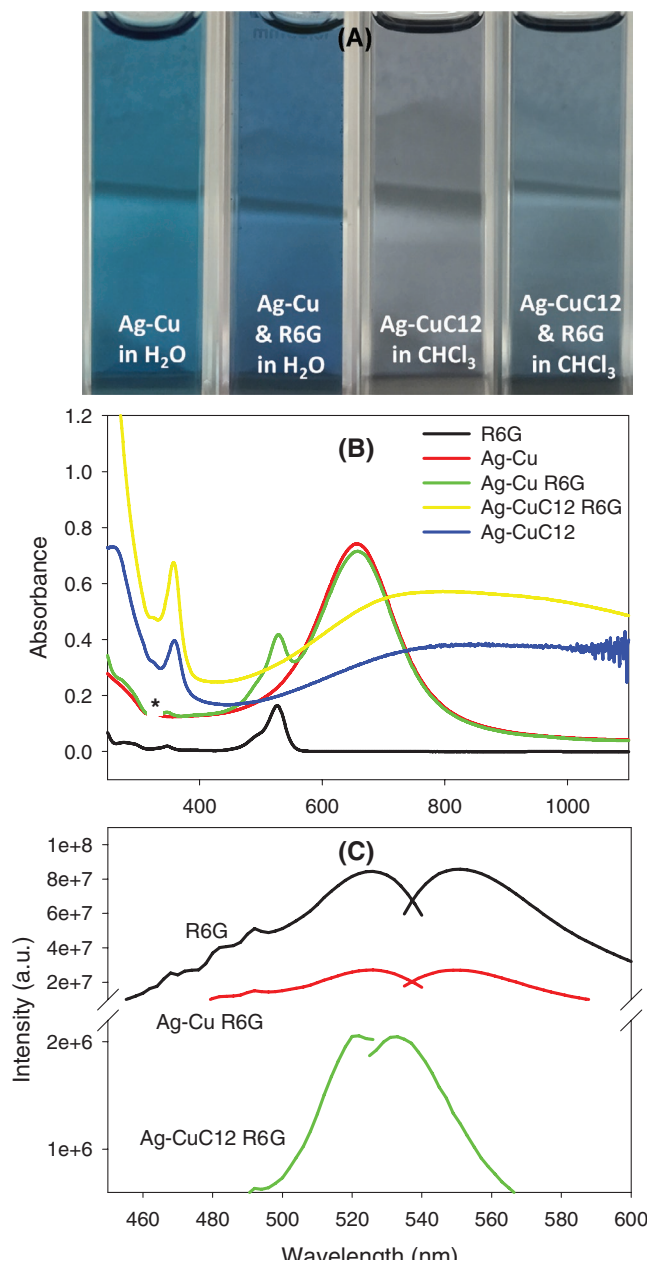 (A)
Ag-Cu
in H₂O
Ag-Cu
& R6G
in H₂O
Ag-CuC12
in CHCl₃
Ag-CuC12
& R6G
in CHCl₃
(B)
1.2
1.0
0.8
0.6
0.4
0.2
0.0
Absorbance
R6G
Ag-Cu
Ag-Cu R6G
Ag-CuC12 R6G
Ag-CuC12
*
400 600 800 1000
(C)
1e+8
8e+7
6e+7
4e+7
2e+7
2e+6
1e+6
Intensity (a.u.)
R6G
Ag-Cu R6G
Ag-CuC12 R6G
460 480 500 520 540 560 580 600
Wavelength (nm)